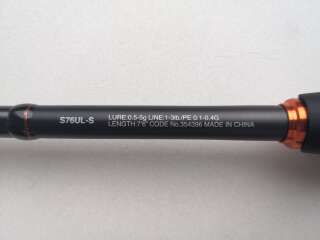 S76UL-S
LURE:0.5-5g LINE:1-3lb./PE 0.1-0.4G
LENGTH:7'6" CODE No.354396 MADE IN CHINA